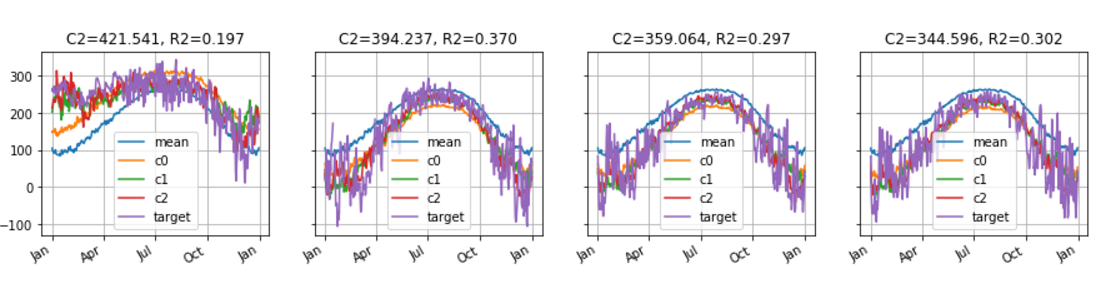 C2=421.541, R2=0.197
300
200
100
0
−100
mean
c0
c1
c2
target
Jan
Apr
Jul
Oct
Jan
C2=394.237, R2=0.370
mean
c0
c1
c2
target
Jan
Apr
Jul
Oct
Jan
C2=359.064, R2=0.297
mean
c0
c1
c2
target
Jan
Apr
Jul
Oct
Jan
C2=344.596, R2=0.302
mean
c0
c1
c2
target
Jan
Apr
Jul
Oct
Jan